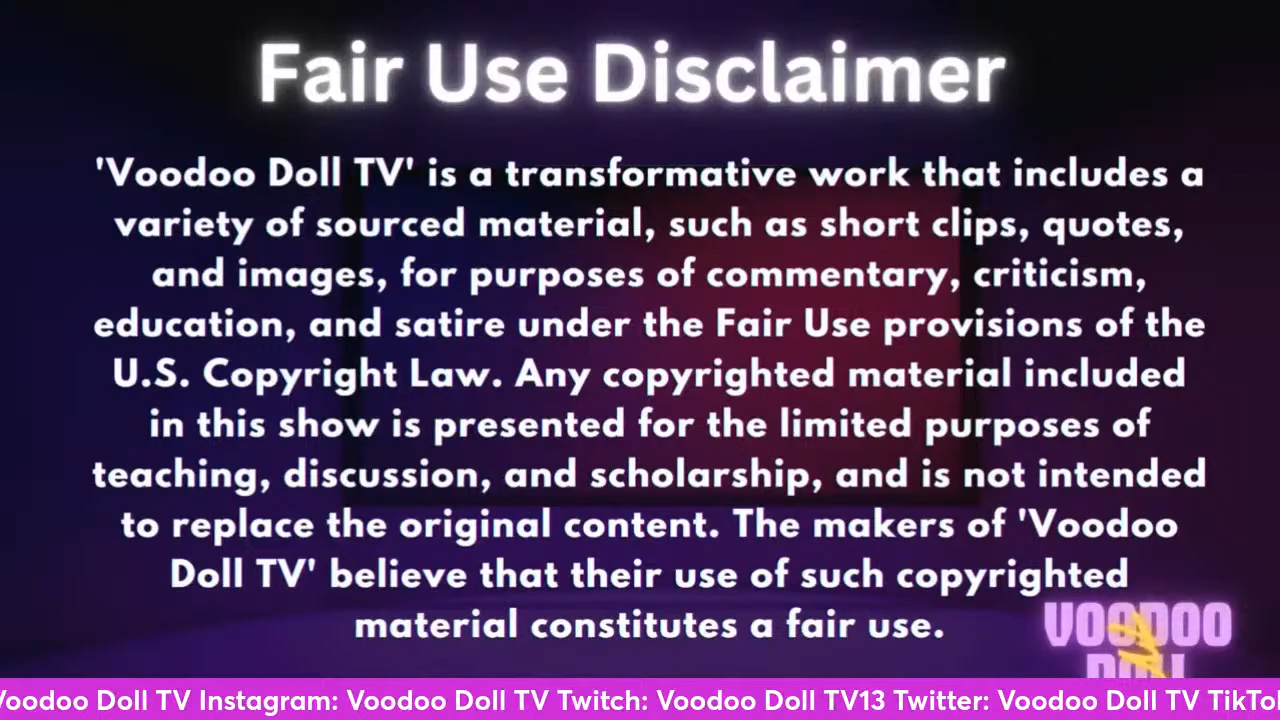 Fair Use Disclaimer
'Voodoo Doll TV' is a transformative work that includes a
variety of sourced material, such as short clips, quotes,
and images, for purposes of commentary, criticism,
education, and satire under the Fair Use provisions of the
U.S. Copyright Law. Any copyrighted material included
in this show is presented for the limited purposes of
teaching, discussion, and scholarship, and is not intended
to replace the original content. The makers of 'Voodoo
Doll TV' believe that their use of such copyrighted
material constitutes a fair use.
VOODOO
DOLL
Voodoo Doll TV Instagram: Voodoo Doll TV Twitch: Voodoo Doll TV13 Twitter: Voodoo Doll TV TikTo